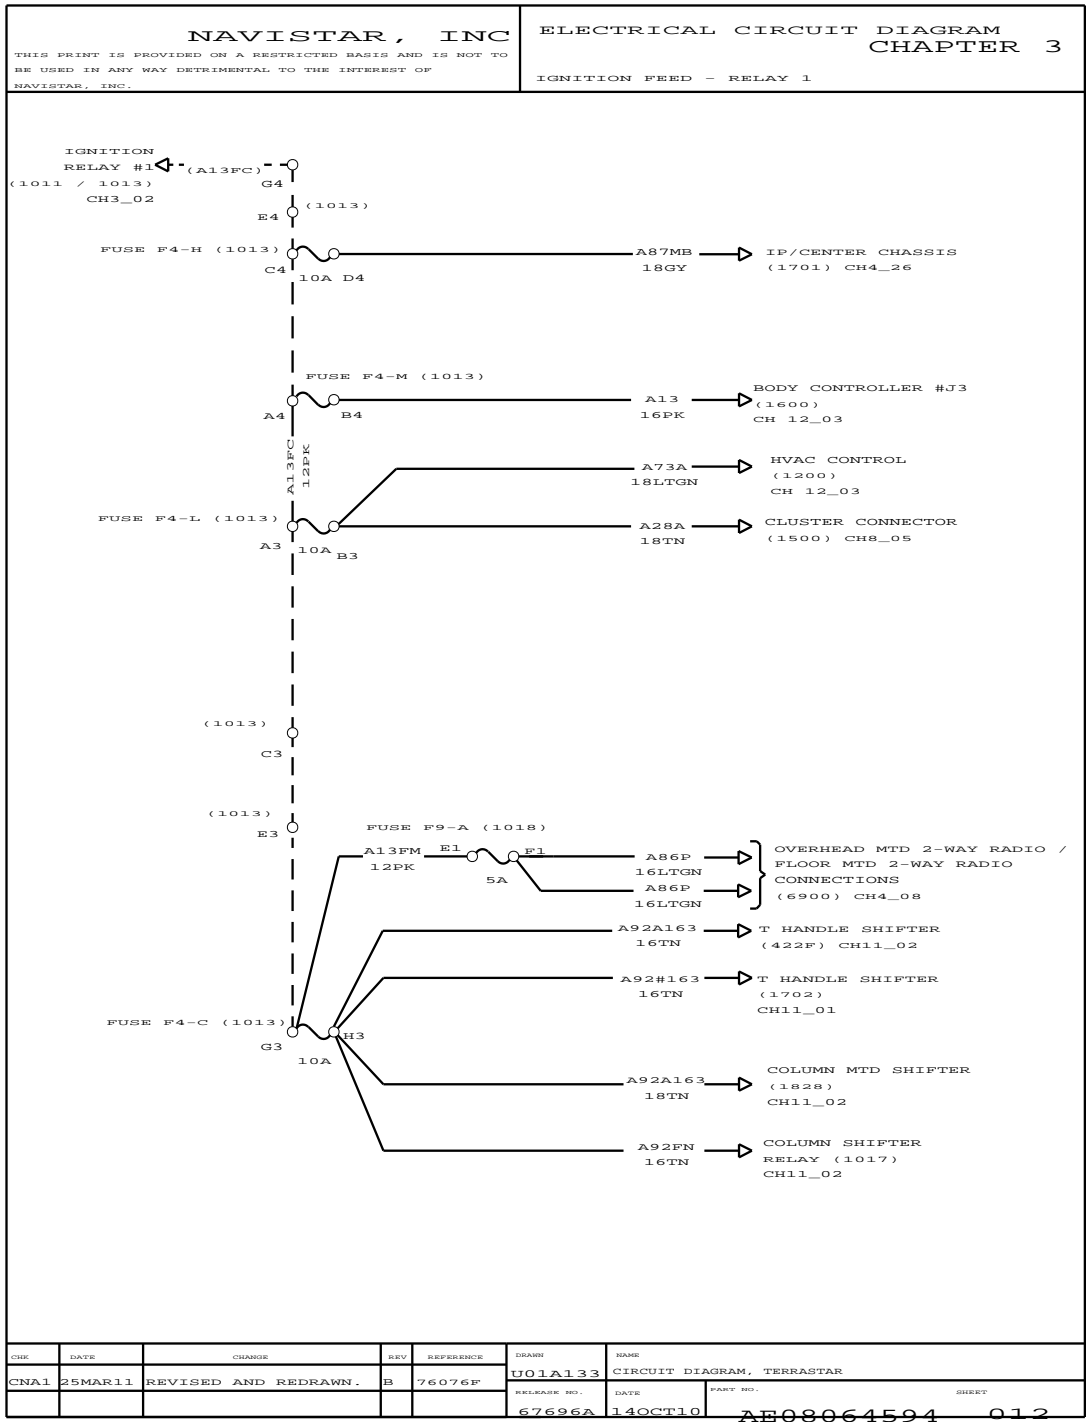 NAVISTAR, INC
THIS PRINT IS PROVIDED ON A RESTRICTED BASIS AND IS NOT TO
BE USED IN ANY WAY DETRIMENTAL TO THE INTEREST OF
NAVISTAR, INC.
ELECTRICAL CIRCUIT DIAGRAM
CHAPTER 3
IGNITION FEED - RELAY 1
IGNITION
RELAY #1
(1011 / 1013)
CH3_02
(A13FC)
G4
E4
(1013)
FUSE F4-H (1013)
C4
10A D4
A87MB
18GY
IP/CENTER CHASSIS
(1701) CH4_26
FUSE F4-M (1013)
A4
B4
A13
16PK
BODY CONTROLLER #J3
(1600)
CH 12_03
A13FC
12PK
A73A
18LTGN
HVAC CONTROL
(1200)
CH 12_03
FUSE F4-L (1013)
A3
10A
B3
A28A
18TN
CLUSTER CONNECTOR
(1500) CH8_05
(1013)
C3
(1013)
E3
FUSE F9-A (1018)
A13FM
12PK
E1
F1
5A
A86P
16LTGN
A86P
16LTGN
OVERHEAD MTD 2-WAY RADIO /
FLOOR MTD 2-WAY RADIO
CONNECTIONS
(6900) CH4_08
A92A163
16TN
T HANDLE SHIFTER
(422F) CH11_02
A92#163
16TN
T HANDLE SHIFTER
(1702)
CH11_01
FUSE F4-C (1013)
G3
H3
10A
A92A163
18TN
COLUMN MTD SHIFTER
(1828)
CH11_02
A92FN
16TN
COLUMN SHIFTER
RELAY (1017)
CH11_02
CHK DATE CHANGE REV REFERENCE
CNA1 25MAR11 REVISED AND REDRAWN. B 76076F
DRAWN
U01A133
NAME
CIRCUIT DIAGRAM, TERRASTAR
RELEASE NO.
67696A
DATE
14OCT10
PART NO.
AE08064594
SHEET
012